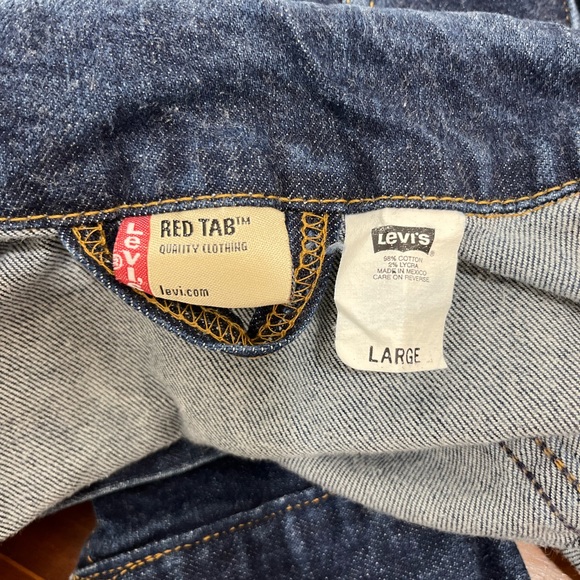 Levi's
®
RED TAB™
QUALITY CLOTHING
levi.com
LEVI'S
98% COTTON
2% LYCRA
MADE IN MEXICO
CARE ON REVERSE
LARGE